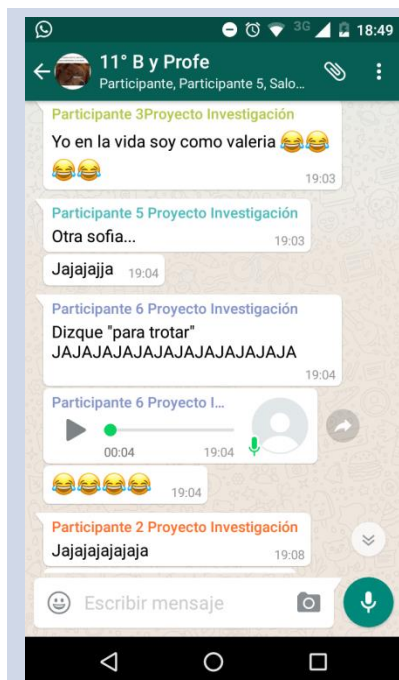 3G 18:49
11° B y Profe
Participante, Participante 5, Salo...
Participante 3Proyecto Investigación
Yo en la vida soy como valeria 😂😂
😂😂
19:03
Participante 5 Proyecto Investigación
Otra sofia...
19:03
Jajajajja 19:04
Participante 6 Proyecto Investigación
Dizque "para trotar"
JAJAJAJAJAJAJAJAJAJAJAJA
19:04
Participante 6 Proyecto I...
00:04 19:04
😂😂😂😂 19:04
Participante 2 Proyecto Investigación
Jajajajajajaja
19:08
Escribir mensaje